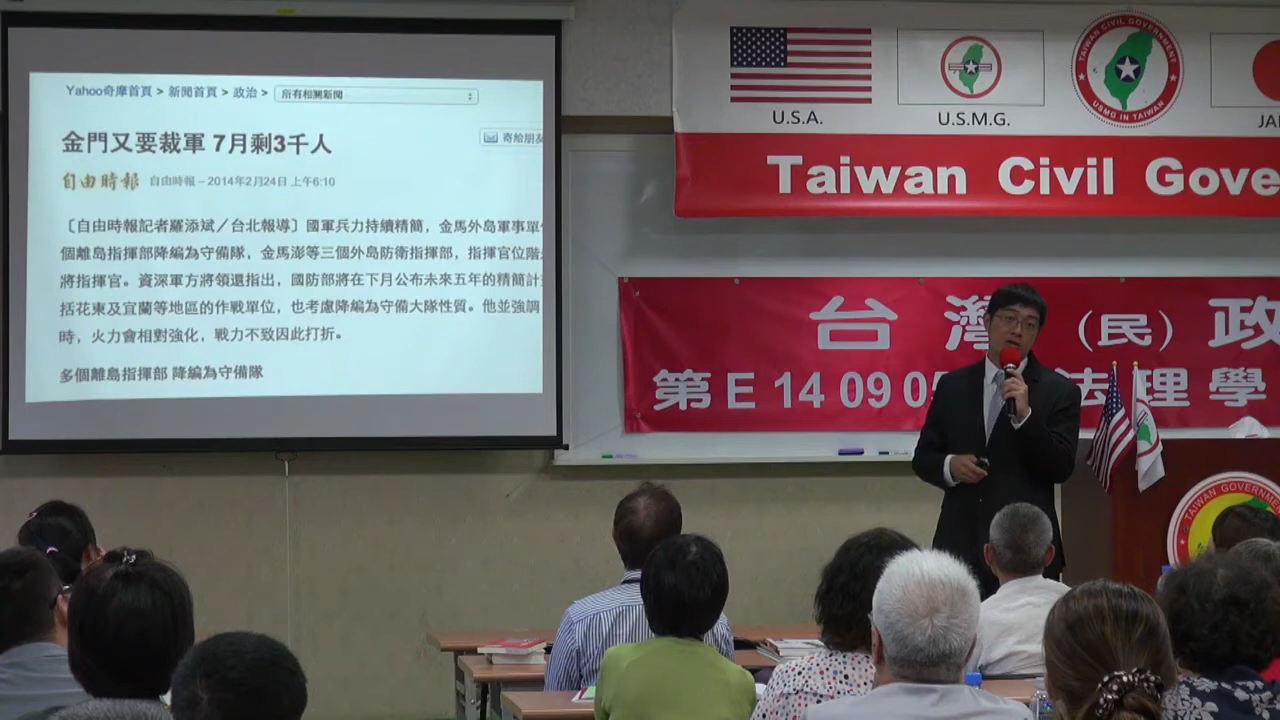 Yahoo奇摩首頁 > 新聞首頁 > 政治 > 所有相關新聞
金門又要裁軍 7月剩3千人
寄給朋友
自由時報 自由時報 – 2014年2月24日 上午6:10
〔自由時報記者羅添斌／台北報導〕國軍兵力持續精簡，金馬外島軍事單
個離島指揮部降編為守備隊，金馬澎等三個外島防衛指揮部，指揮官位階
將指揮官。資深軍方將領還指出，國防部將在下月公布未來五年的精簡計
括花東及宜蘭等地區的作戰單位，也考慮降編為守備大隊性質。他並強調
時，火力會相對強化，戰力不致因此打折。
多個離島指揮部 降編為守備隊
U.S.A.
U.S.M.G.
TAIWAN CIVIL GOVERNMENT
USMG IN TAIWAN
JA
Taiwan Civil Gove
台灣（民）政
第E 14 09 05 法理學
TAIWAN GOVERNMENT